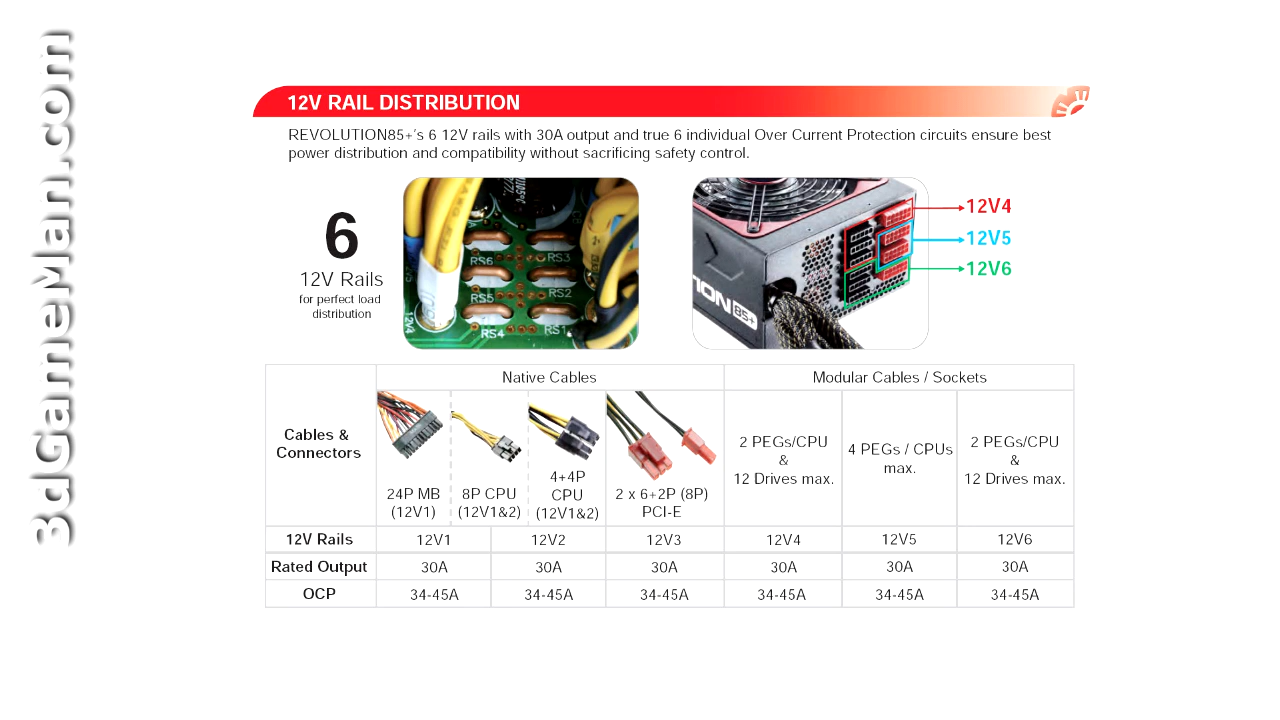 3dGameMan.com
12V RAIL DISTRIBUTION
REVOLUTION85+´s 6 12V rails with 30A output and true 6 individual Over Current Protection circuits ensure best
power distribution and compatibility without sacrificing safety control.
6
12V Rails
for perfect load
distribution
RS6
RS3
RS5
RS2
RS4
RS1
12V4
85+
12V4
12V5
12V6
Cables &
Connectors
Native Cables
Modular Cables / Sockets
24P MB
(12V1)
8P CPU
(12V1&2)
4+4P
CPU
(12V1&2)
2 x 6+2P (8P)
PCI-E
2 PEGs/CPU
&
12 Drives max.
4 PEGs / CPUs
max.
2 PEGs/CPU
&
12 Drives max.
12V Rails 12V1 12V2 12V3 12V4 12V5 12V6
Rated Output 30A 30A 30A 30A 30A 30A
OCP 34-45A 34-45A 34-45A 34-45A 34-45A 34-45A